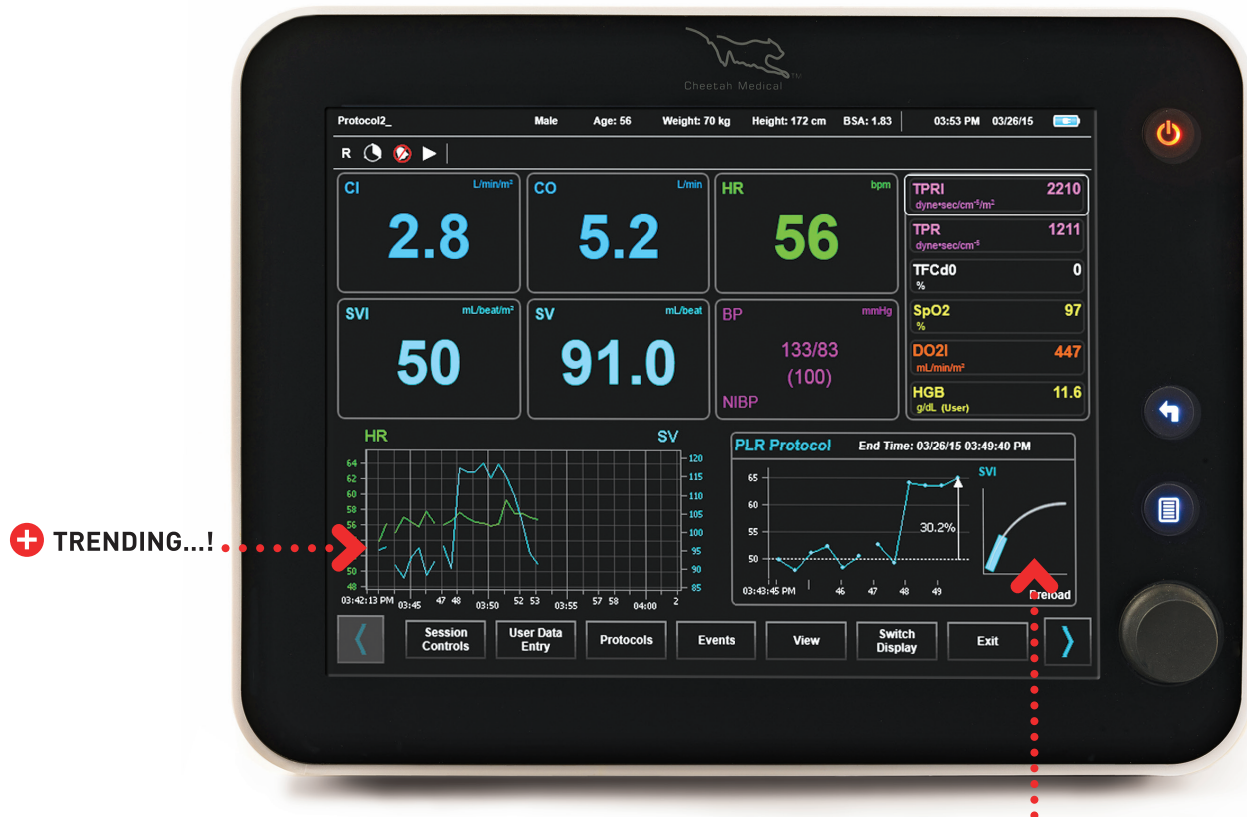 Cheetah Medical™
Protocol2_ Male Age: 56 Weight: 70 kg Height: 172 cm BSA: 1.83 03:53 PM 03/26/15
R
CI L/min/m²
2.8
CO L/min
5.2
HR bpm
56
TPRI 2210
dyne•sec/cm⁻⁵/m²
TPR 1211
dyne•sec/cm⁻⁵
TFCd0 0
%
SpO2 97
%
DO2I 447
mL/min/m²
HGB 11.6
g/dL (User)
SVI mL/beat/m²
50
SV mL/beat
91.0
BP mmHg
133/83
(100)
NIBP
HR SV
64
62
60
58
56
50
48
120
115
110
105
100
95
90
85
03:42:13 PM 03:45 47 48 03:50 52 53 03:55 57 58 04:00 2
PLR Protocol End Time: 03/26/15 03:49:40 PM
65
60
55
50
30.2%
03:43:45 PM 46 47 48 49
SVI
Preload
TRENDING...!
Session
Controls
User Data
Entry
Protocols
Events
View
Switch
Display
Exit